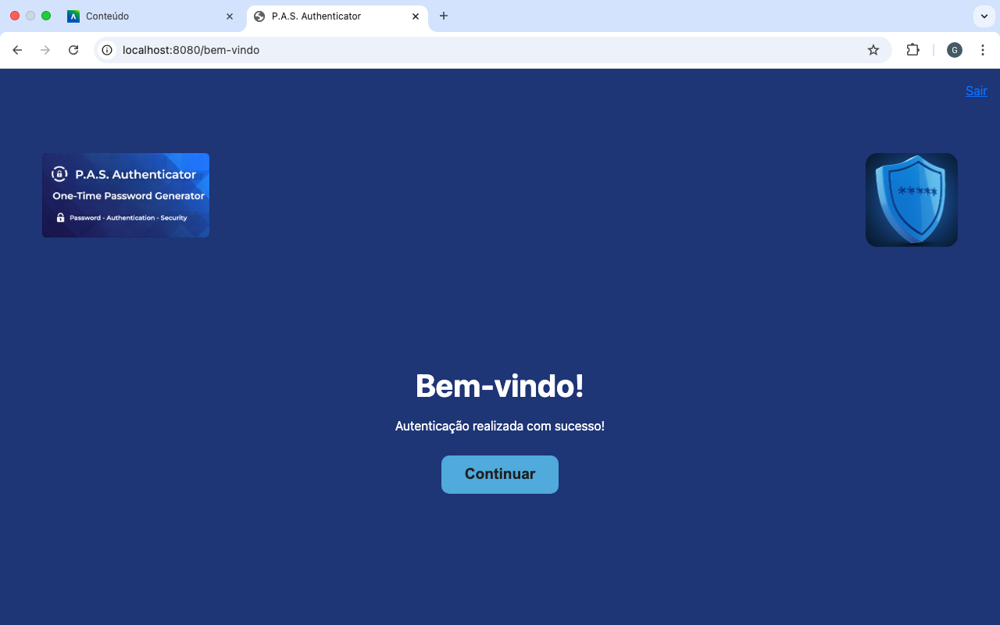 Conteúdo
P.A.S. Authenticator
localhost:8080/bem-vindo
G
Sair
P.A.S. Authenticator
One-Time Password Generator
Password - Authentication - Security
*****
Bem-vindo!
Autenticação realizada com sucesso!
Continuar